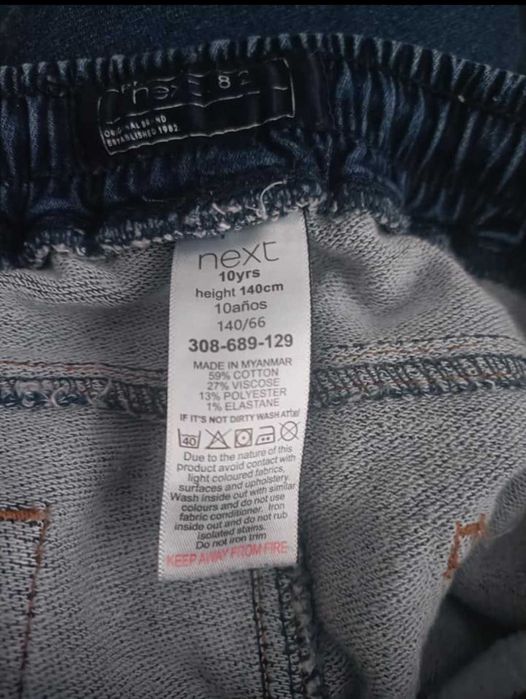 next 82
ORIGINAL BRAND
ESTABLISHED 1982
next
10yrs
height 140cm
10años
140/66
308-689-129
MADE IN MYANMAR
59% COTTON
27% VISCOSE
13% POLYESTER
1% ELASTANE
IF IT'S NOT DIRTY WASH AT
40
Due to the nature of this
product avoid contact with
light coloured fabrics,
surfaces and upholstery.
Wash inside out with similar
colours and do not use
fabric conditioner. Iron
inside out and do not rub
isolated stains.
Do not iron trim
KEEP AWAY FROM FIRE